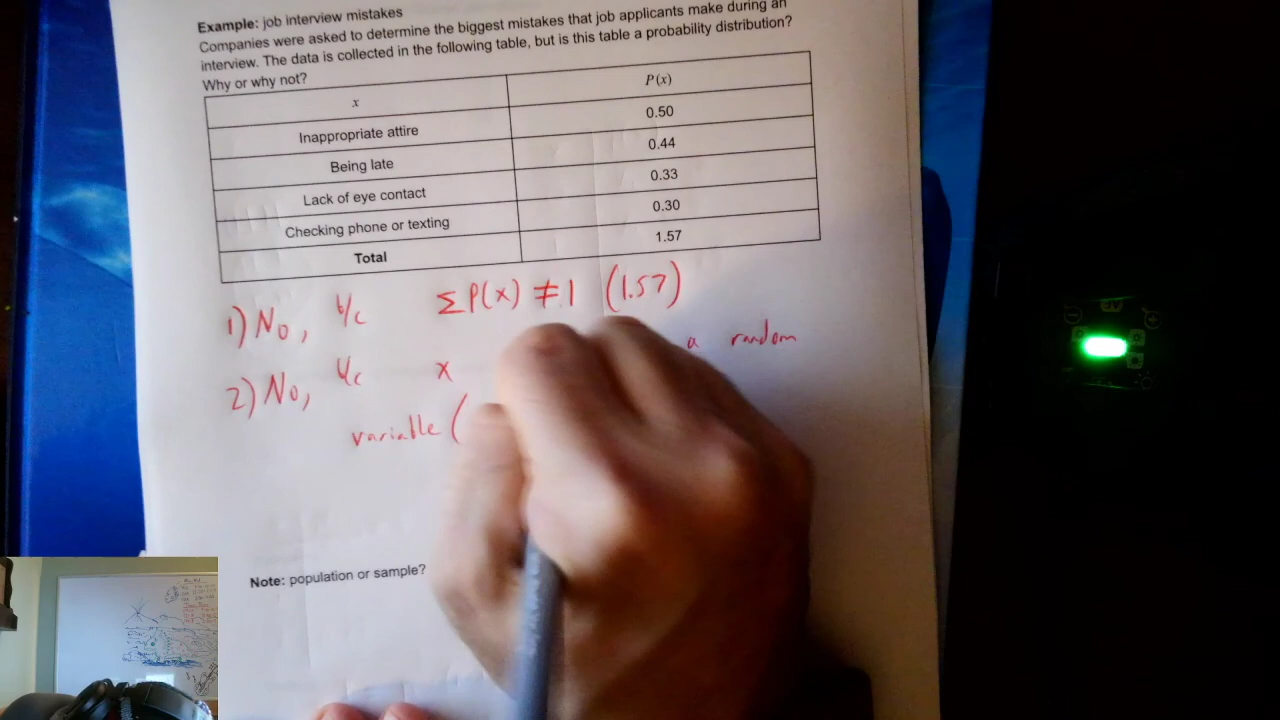 Example: job interview mistakes
Companies were asked to determine the biggest mistakes that job applicants make during an
interview. The data is collected in the following table, but is this table a probability distribution?
Why or why not?
x P(x)
Inappropriate attire 0.50
Being late 0.44
Lack of eye contact 0.33
Checking phone or texting 0.30
Total 1.57
1) No, b/c ΣP(x) ≠ 1 (1.57)
2) No, b/c x a random
variable (
Note: population or sample?